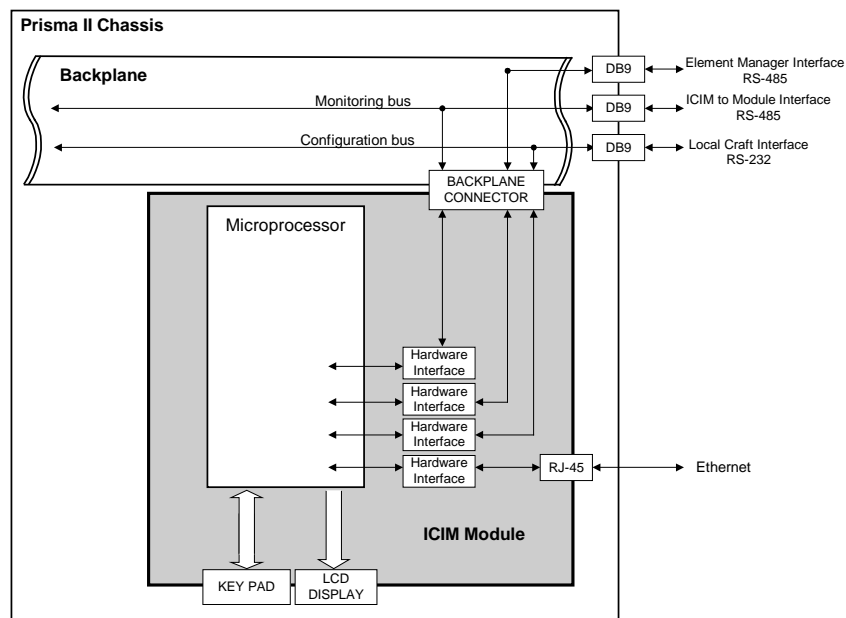 Prisma II Chassis
Backplane
DB9
Element Manager Interface
RS-485
Monitoring bus
DB9
ICIM to Module Interface
RS-485
Configuration bus
DB9
Local Craft Interface
RS-232
BACKPLANE
CONNECTOR
Microprocessor
Hardware
Interface
Hardware
Interface
Hardware
Interface
Hardware
Interface
RJ-45
Ethernet
ICIM Module
KEY PAD
LCD
DISPLAY